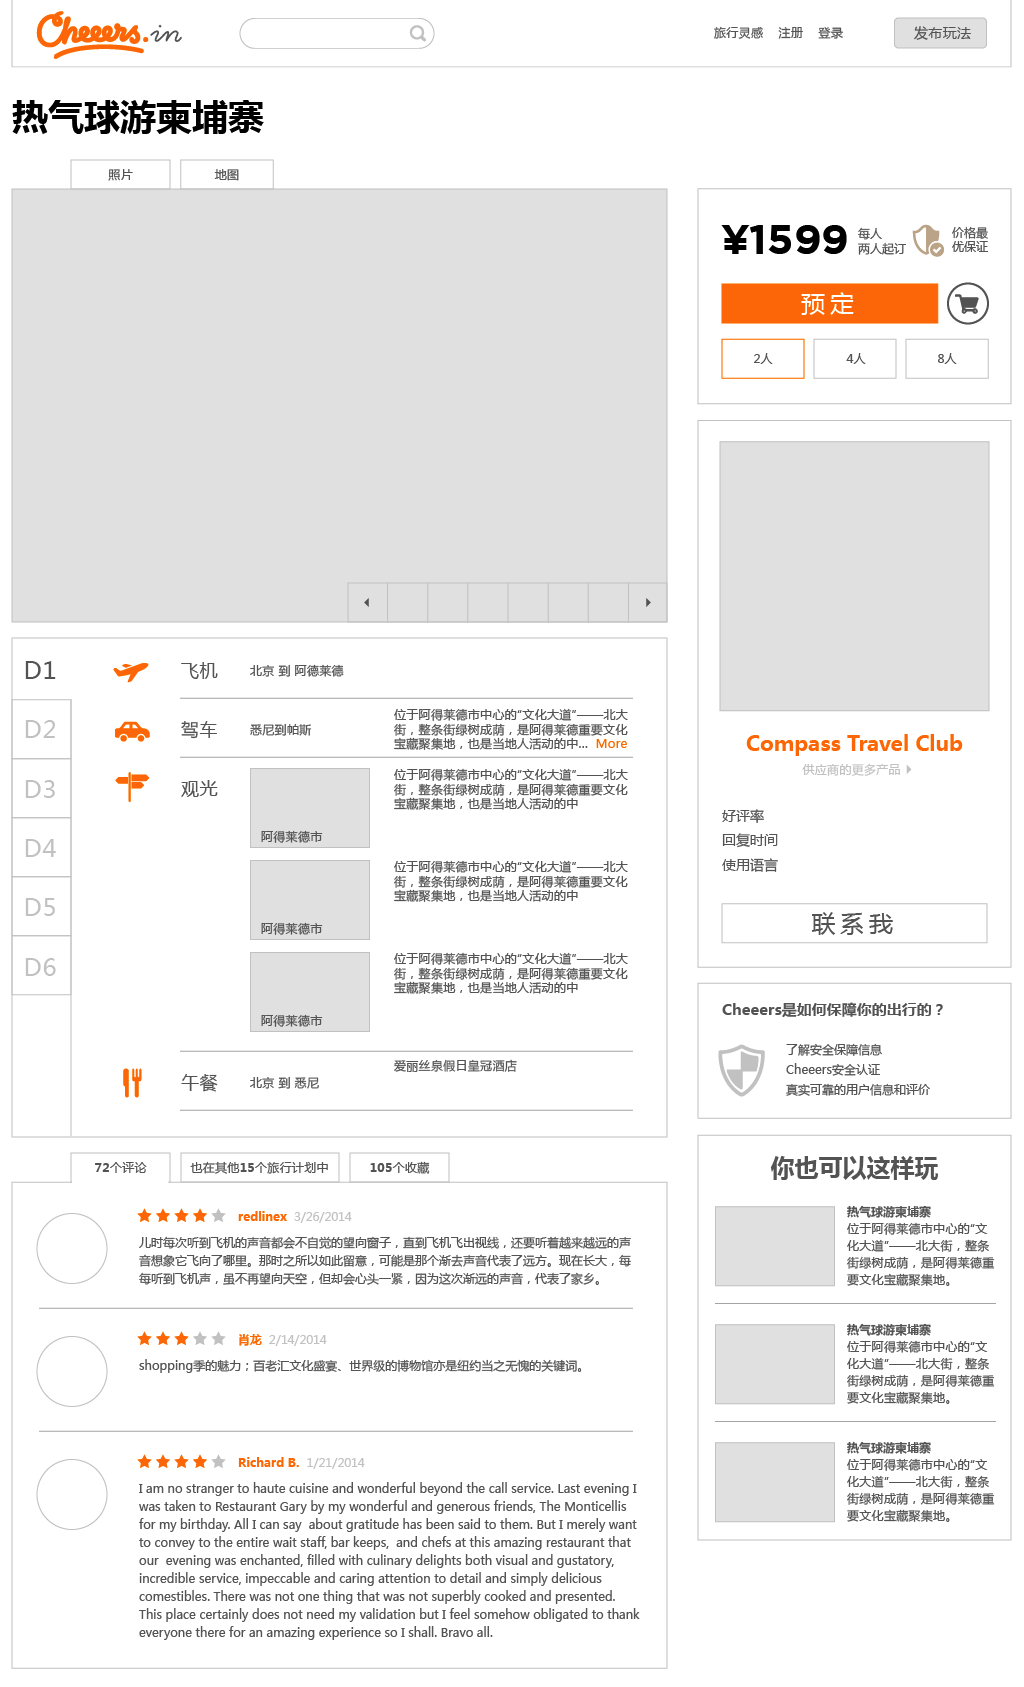 Cheeers.in
旅行灵感 注册 登录 发布玩法
热气球游柬埔寨
照片 地图
¥1599 每人
两人起订
价格最
优保证
预定
2人 4人 8人
Compass Travel Club
供应商的更多产品
好评率
回复时间
使用语言
联系我
Cheeers是如何保障你的出行的？
了解安全保障信息
Cheeers安全认证
真实可靠的用户信息和评价
你也可以这样玩
热气球游柬埔寨
位于阿得莱德市中心的“文
化大道”——北大街，整条
街绿树成荫，是阿得莱德重
要文化宝藏聚集地。
热气球游柬埔寨
位于阿得莱德市中心的“文
化大道”——北大街，整条
街绿树成荫，是阿得莱德重
要文化宝藏聚集地。
热气球游柬埔寨
位于阿得莱德市中心的“文
化大道”——北大街，整条
街绿树成荫，是阿得莱德重
要文化宝藏聚集地。
D1
D2
D3
D4
D5
D6
飞机 北京 到 阿德莱德
驾车 悉尼到帕斯
位于阿得莱德市中心的“文化大道”——北大
街，整条街绿树成荫，是阿得莱德重要文化
宝藏聚集地，也是当地人活动的中... More
观光
阿得莱德市
位于阿得莱德市中心的“文化大道”——北大
街，整条街绿树成荫，是阿得莱德重要文化
宝藏聚集地，也是当地人活动的中
阿得莱德市
位于阿得莱德市中心的“文化大道”——北大
街，整条街绿树成荫，是阿得莱德重要文化
宝藏聚集地，也是当地人活动的中
阿得莱德市
位于阿得莱德市中心的“文化大道”——北大
街，整条街绿树成荫，是阿得莱德重要文化
宝藏聚集地，也是当地人活动的中
午餐 北京 到 悉尼
爱丽丝泉假日皇冠酒店
72个评论 也在其他15个旅行计划中 105个收藏
redlinex 3/26/2014
儿时每次听到飞机的声音都会不自觉的望向窗子，直到飞机飞出视线，还要听着越来越远的声
音想象它飞向了哪里。那时之所以如此留意，可能是那个渐去声音代表了远方。现在长大，每
每听到飞机声，虽不再望向天空，但却会心头一紧，因为这次渐远的声音，代表了家乡。
肖龙 2/14/2014
shopping季的魅力；百老汇文化盛宴、世界级的博物馆亦是纽约当之无愧的关键词。
Richard B. 1/21/2014
I am no stranger to haute cuisine and wonderful beyond the call service. Last evening I
was taken to Restaurant Gary by my wonderful and generous friends, The Monticellis
for my birthday. All I can say  about gratitude has been said to them. But I merely want
to convey to the entire wait staff, bar keeps,  and chefs at this amazing restaurant that
our  evening was enchanted, filled with culinary delights both visual and gustatory,
incredible service, impeccable and caring attention to detail and simply delicious
comestibles. There was not one thing that was not superbly cooked and presented.
This place certainly does not need my validation but I feel somehow obligated to thank
everyone there for an amazing experience so I shall. Bravo all.